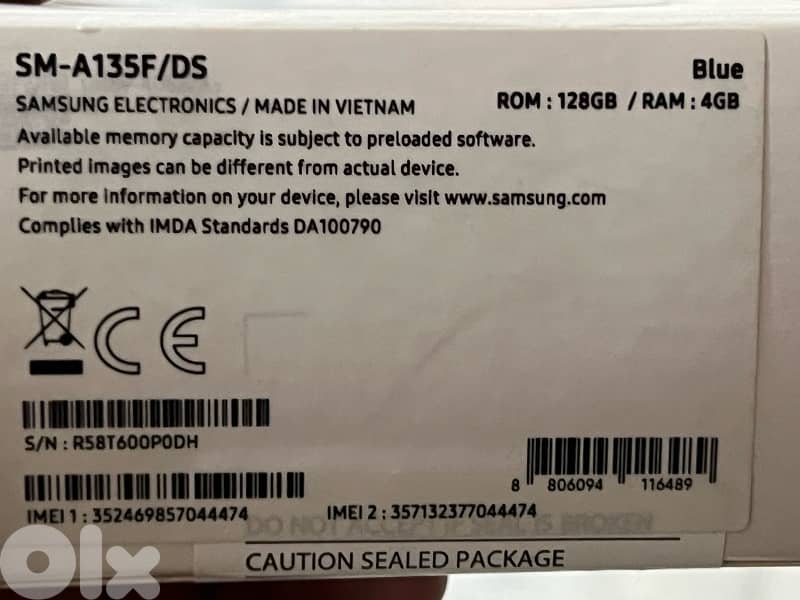 SM-A135F/DS
Blue
SAMSUNG ELECTRONICS / MADE IN VIETNAM
ROM : 128GB / RAM : 4GB
Available memory capacity is subject to preloaded software.
Printed images can be different from actual device.
For more information on your device, please visit www.samsung.com
Complies with IMDA Standards DA100790
CE
S/N : R58T600P0DH
8 806094 116489
IMEI 1 : 352469857044474
IMEI 2 : 357132377044474
DO NOT ACCEPT IF SEAL IS BROKEN
CAUTION SEALED PACKAGE
OLX